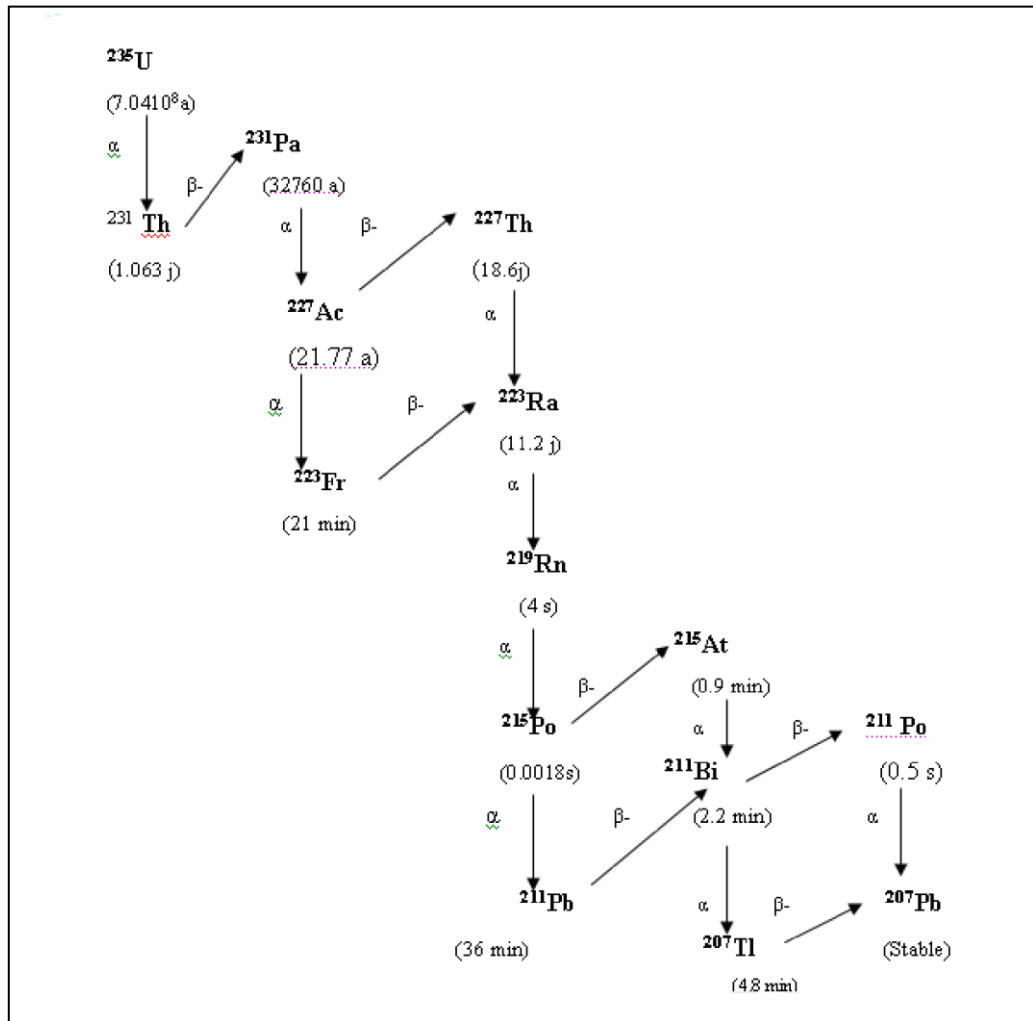 ²³⁵U
(7.0410⁸a)
α
²³¹Pa
β-
(32760 a)
²³¹ Th
α
β-
²²⁷Th
(1.063 j)
(18.6j)
²²⁷Ac
α
(21.77 a)
α
β-
²²³Ra
(11.2 j)
²²³Fr
α
(21 min)
²¹⁹Rn
(4 s)
α
²¹⁵At
β-
(0.9 min)
²¹⁵Po
α
β-
²¹¹ Po
²¹¹Bi
(0.0018s)
(0.5 s)
α
β-
(2.2 min)
α
²¹¹Pb
α
β-
²⁰⁷Pb
²⁰⁷Tl
(36 min)
(Stable)
(4.8 min)